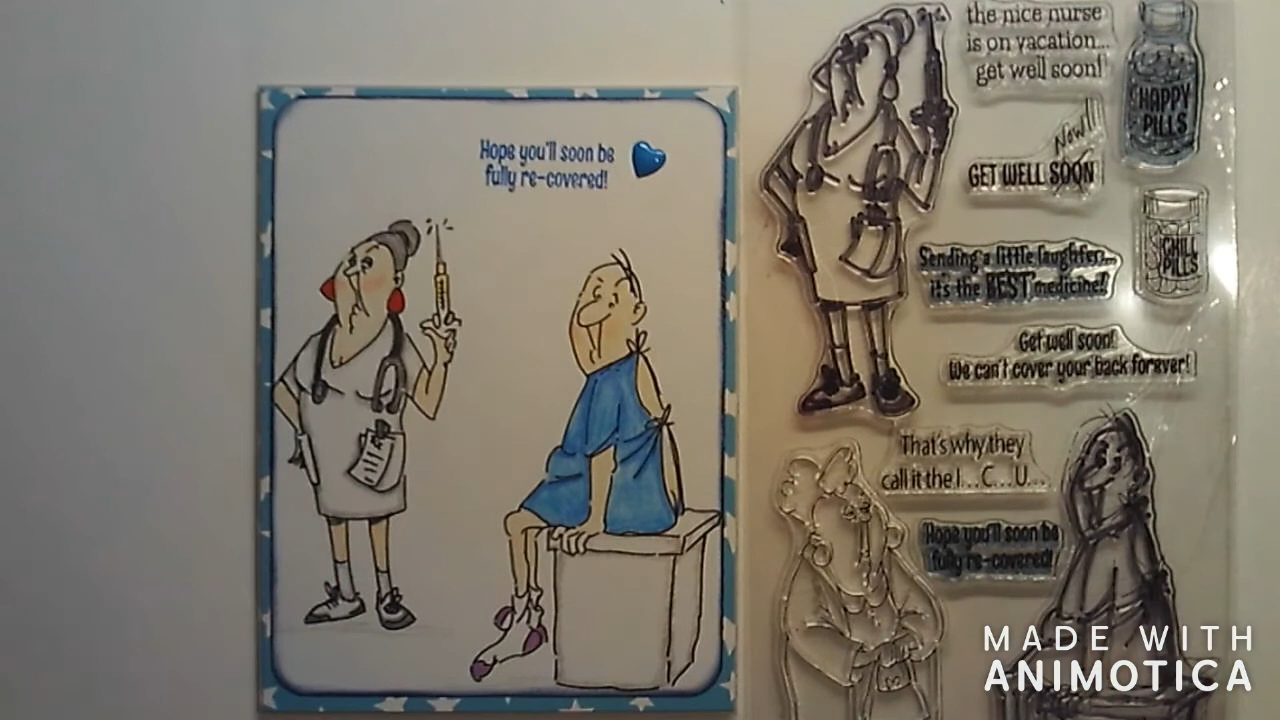 Hope you'll soon be
fully re-covered!
the nice nurse
is on vacation...
get well soon!
HAPPY
PILLS
Now!!!
GET WELL SOON
CHILL
PILLS
Sending a little laughter...
it's the BEST medicine!!
Get well soon!
We can't cover your back forever!
That's why they
call it the I...C...U...
Hope you'll soon be
fully re-covered!
MADE WITH
ANIMOTICA